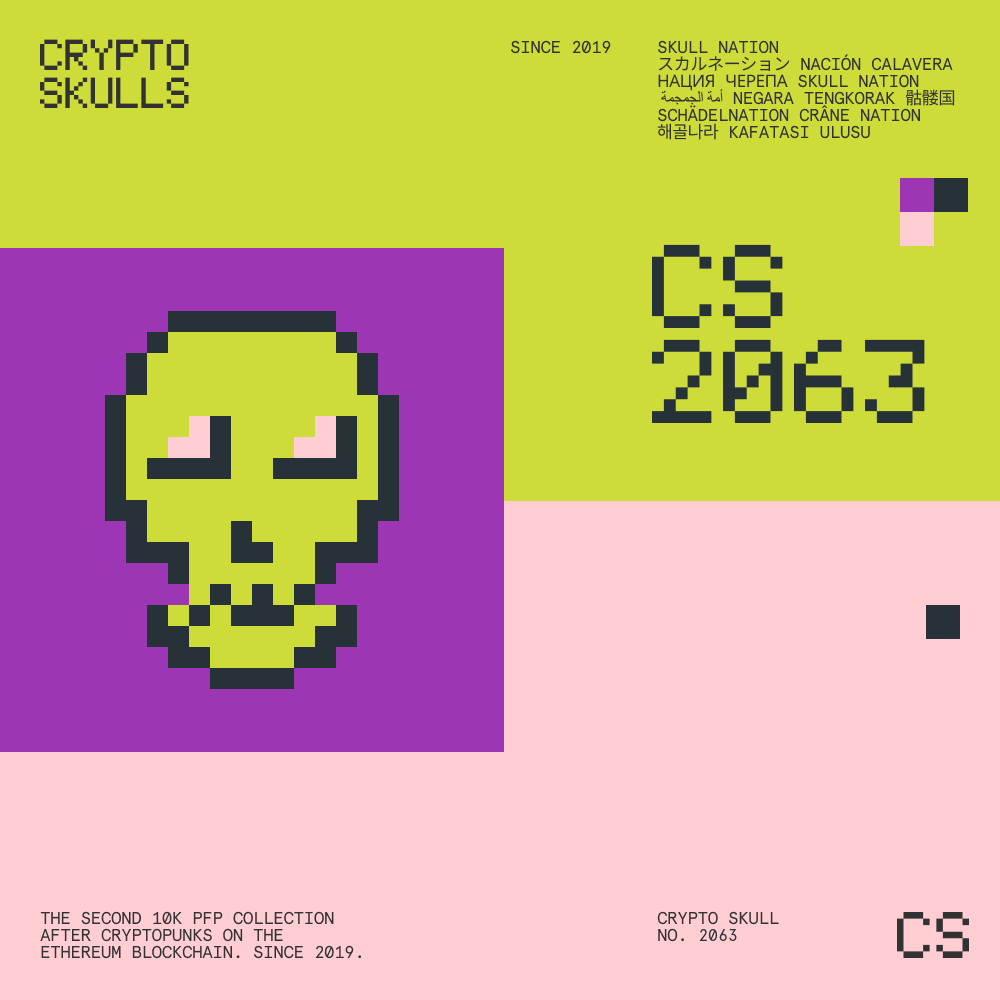 CRYPTO
SKULLS
SINCE 2019
SKULL NATION
スカルネーション NACIÓN CALAVERA
НАЦИЯ ЧЕРЕПА SKULL NATION
أمة الجمجمة NEGARA TENGKORAK 骷髅国
SCHÄDELNATION CRÂNE NATION
해골나라 KAFATASI ULUSU
CS
2063
THE SECOND 10K PFP COLLECTION
AFTER CRYPTOPUNKS ON THE
ETHEREUM BLOCKCHAIN. SINCE 2019.
CRYPTO SKULL
NO. 2063
CS